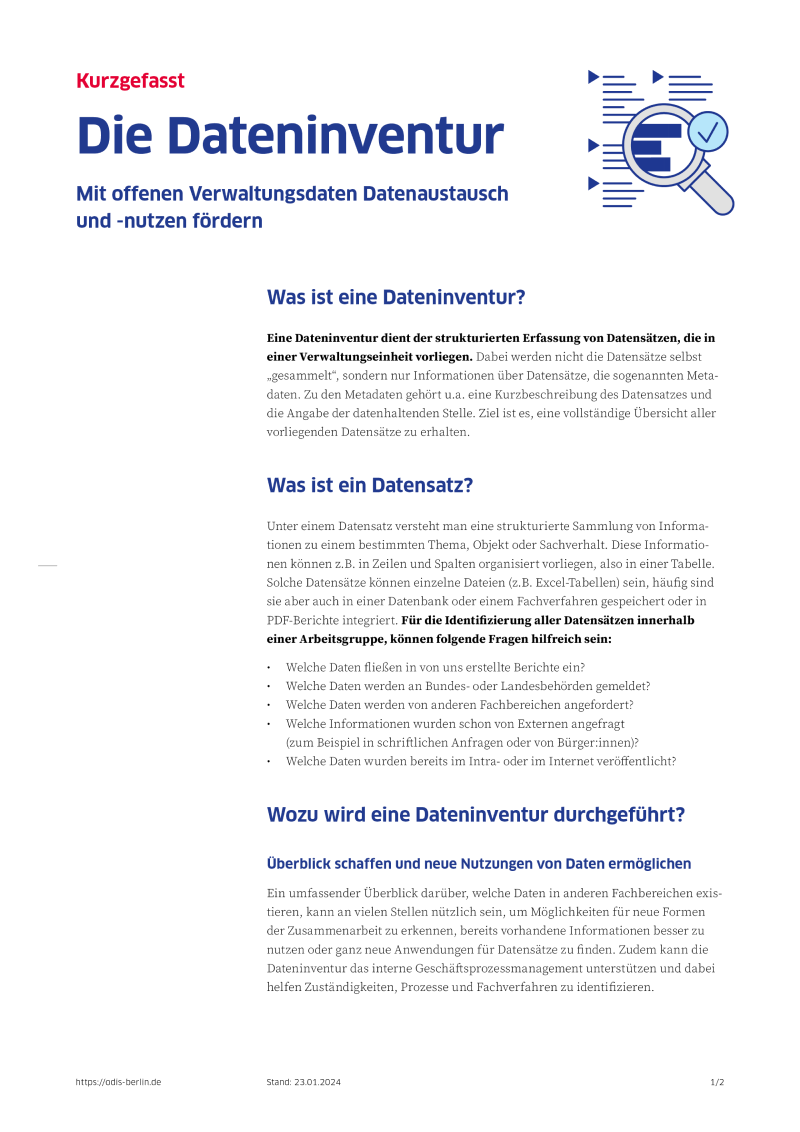 Kurzgefasst
Die Dateninventur
Mit offenen Verwaltungsdaten Datenaustausch
und -nutzen fördern
Was ist eine Dateninventur?
Eine Dateninventur dient der strukturierten Erfassung von Datensätzen, die in
einer Verwaltungseinheit vorliegen. Dabei werden nicht die Datensätze selbst
„gesammelt“, sondern nur Informationen über Datensätze, die sogenannten Meta-
daten. Zu den Metadaten gehört u.a. eine Kurzbeschreibung des Datensatzes und
die Angabe der datenhaltenden Stelle. Ziel ist es, eine vollständige Übersicht aller
vorliegenden Datensätze zu erhalten.
Was ist ein Datensatz?
Unter einem Datensatz versteht man eine strukturierte Sammlung von Informa-
tionen zu einem bestimmten Thema, Objekt oder Sachverhalt. Diese Informatio-
nen können z.B. in Zeilen und Spalten organisiert vorliegen, also in einer Tabelle.
Solche Datensätze können einzelne Dateien (z.B. Excel-Tabellen) sein, häufig sind
sie aber auch in einer Datenbank oder einem Fachverfahren gespeichert oder in
PDF-Berichte integriert. Für die Identifizierung aller Datensätzen innerhalb
einer Arbeitsgruppe, können folgende Fragen hilfreich sein:
• Welche Daten fließen in von uns erstellte Berichte ein?
• Welche Daten werden an Bundes- oder Landesbehörden gemeldet?
• Welche Daten werden von anderen Fachbereichen angefordert?
• Welche Informationen wurden schon von Externen angefragt
(zum Beispiel in schriftlichen Anfragen oder von Bürger:innen)?
• Welche Daten wurden bereits im Intra- oder im Internet veröffentlicht?
Wozu wird eine Dateninventur durchgeführt?
Überblick schaffen und neue Nutzungen von Daten ermöglichen
Ein umfassender Überblick darüber, welche Daten in anderen Fachbereichen exis-
tieren, kann an vielen Stellen nützlich sein, um Möglichkeiten für neue Formen
der Zusammenarbeit zu erkennen, bereits vorhandene Informationen besser zu
nutzen oder ganz neue Anwendungen für Datensätze zu finden. Zudem kann die
Dateninventur das interne Geschäftsprozessmanagement unterstützen und dabei
helfen Zuständigkeiten, Prozesse und Fachverfahren zu identifizieren.
https://odis-berlin.de
Stand: 23.01.2024
1/2